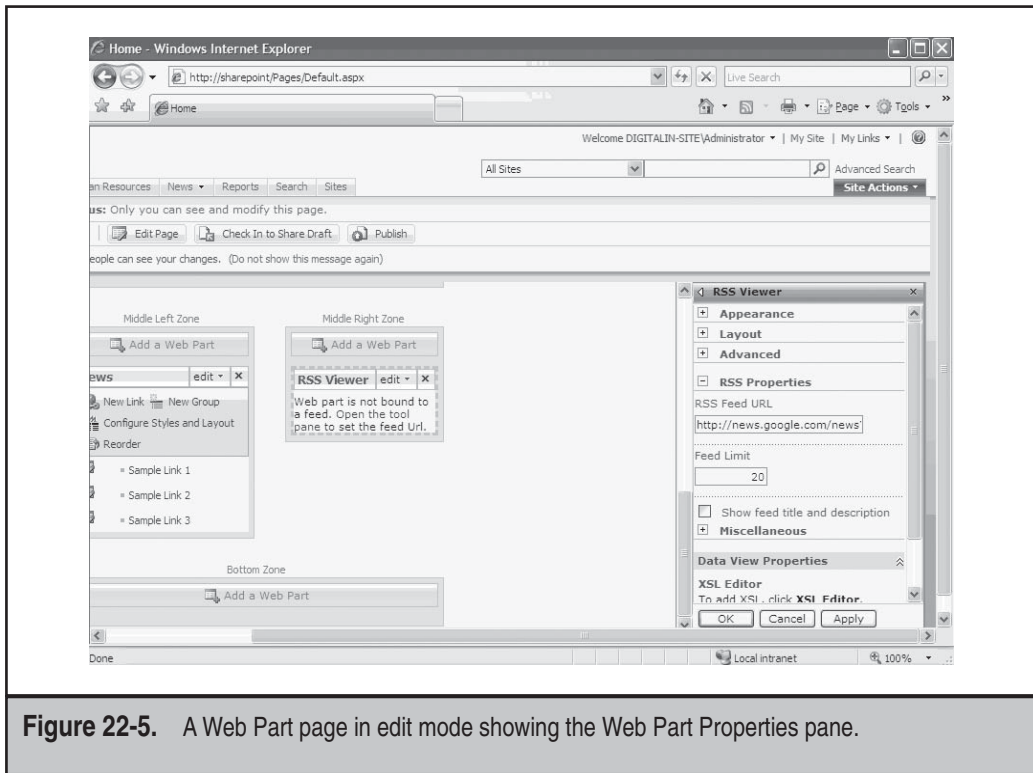 Home - Windows Internet Explorer
http://sharepoint/Pages/Default.aspx
Live Search
Home
Page
Tools
Welcome DIGITALIN-SITE\Administrator | My Site | My Links |
All Sites
Advanced Search
an Resources News Reports Search Sites
Site Actions
us: Only you can see and modify this page.
Edit Page Check In to Share Draft Publish
eople can see your changes. (Do not show this message again)
Middle Left Zone
Add a Web Part
ews edit X
New Link New Group
Configure Styles and Layout
Reorder
Sample Link 1
Sample Link 2
Sample Link 3
Middle Right Zone
Add a Web Part
RSS Viewer edit X
Web part is not bound to
a feed. Open the tool
pane to set the feed Url.
Bottom Zone
Add a Web Part
RSS Viewer
Appearance
Layout
Advanced
RSS Properties
RSS Feed URL
http://news.google.com/news
Feed Limit
20
Show feed title and description
Miscellaneous
Data View Properties
XSL Editor
To add XSL, click XSL Editor.
OK Cancel Apply
Done
Local intranet
100%
Figure 22-5. A Web Part page in edit mode showing the Web Part Properties pane.